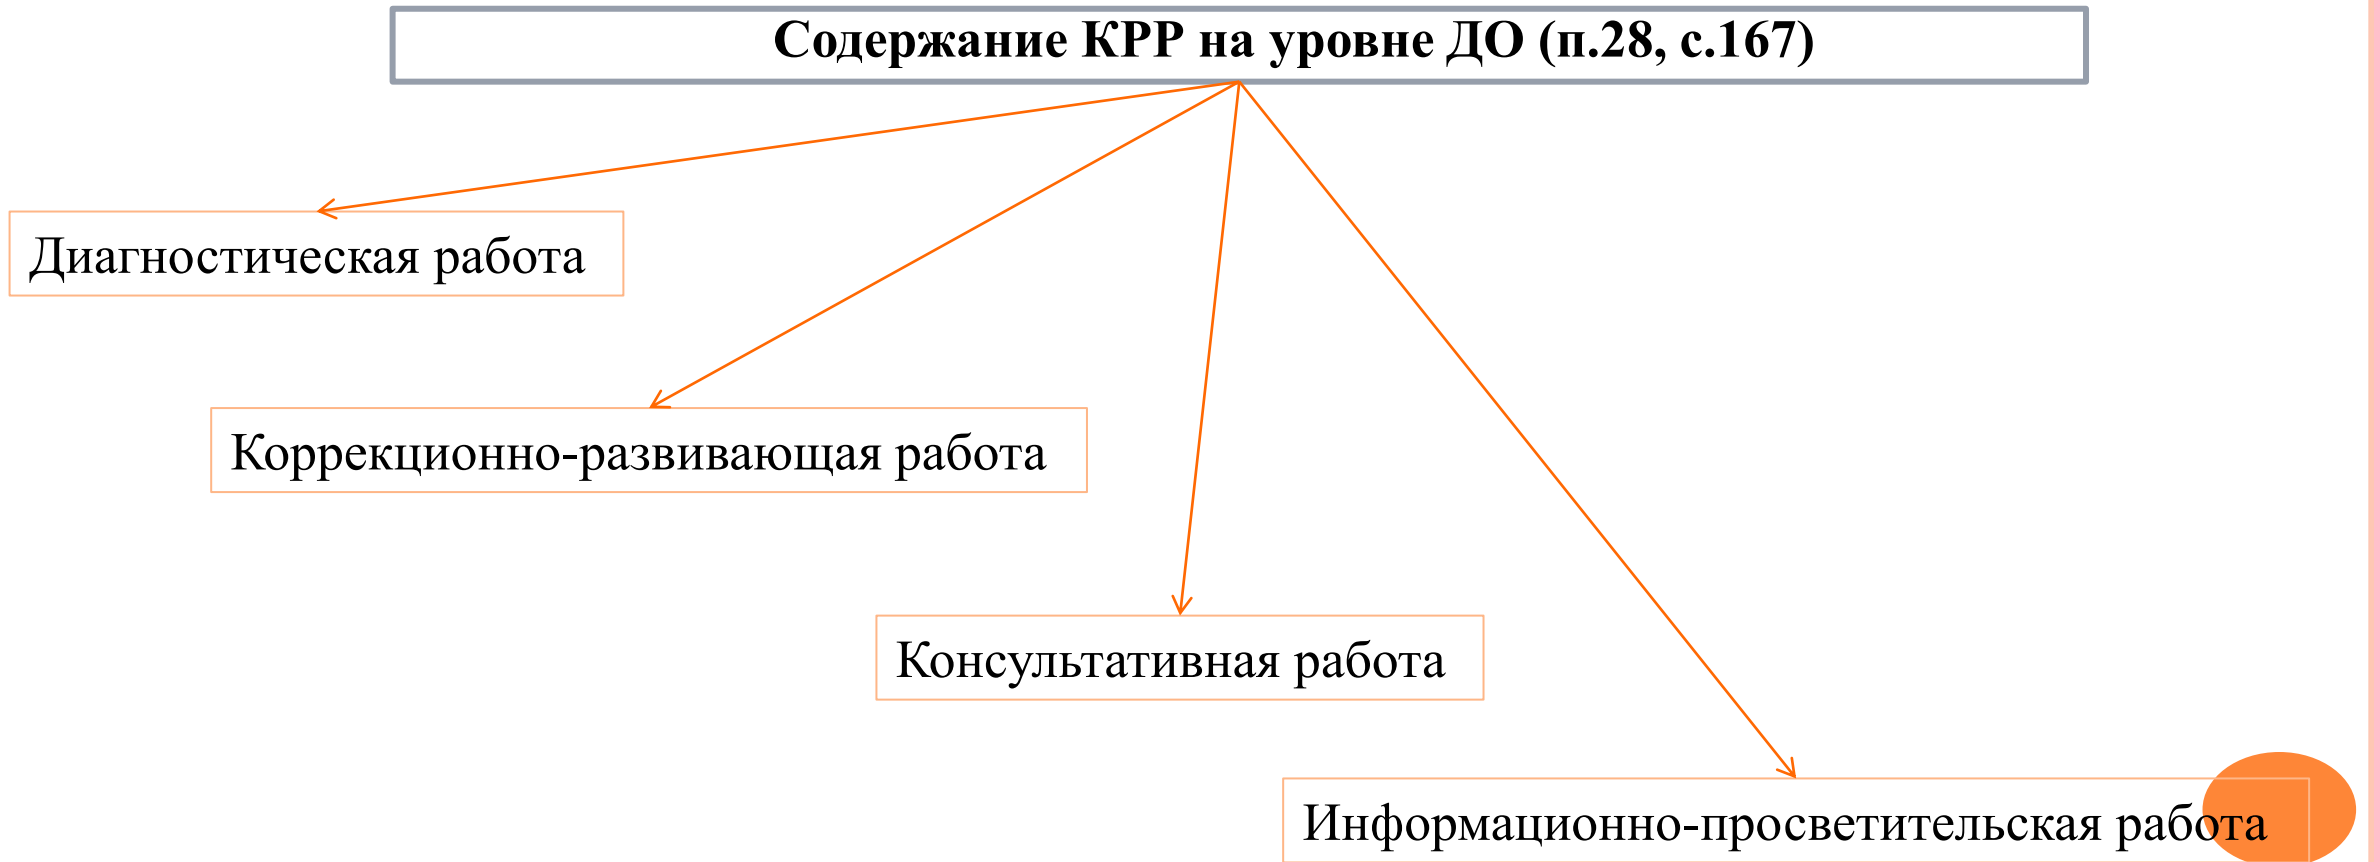 Содержание КРР на уровне ДО (п.28, с.167)
Диагностическая работа
Коррекционно-развивающая работа
Консультативная работа
Информационно-просветительская работа